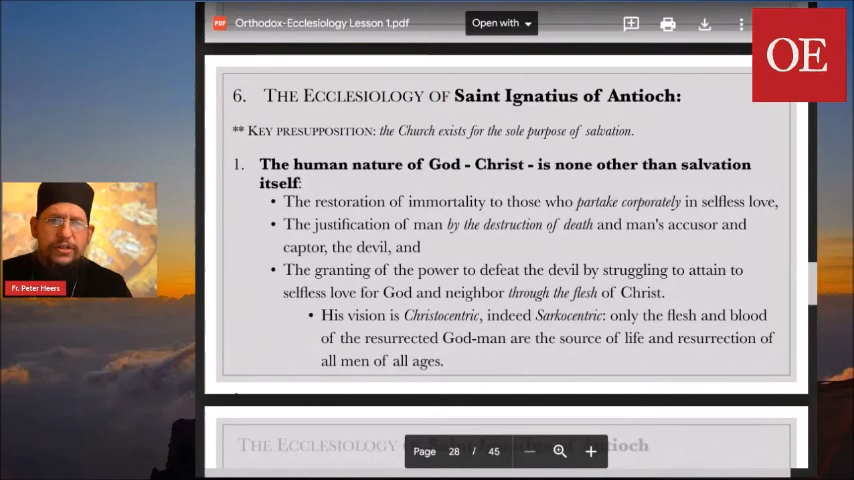 PDF Orthodox-Ecclesiology Lesson 1.pdf
Open with
OE
6. THE ECCLESIOLOGY OF Saint Ignatius of Antioch:
** KEY PRESUPPOSITION: the Church exists for the sole purpose of salvation.
1. The human nature of God - Christ - is none other than salvation
itself:
• The restoration of immortality to those who partake corporately in selfless love,
• The justification of man by the destruction of death and man's accusor and
captor, the devil, and
• The granting of the power to defeat the devil by struggling to attain to
selfless love for God and neighbor through the flesh of Christ.
• His vision is Christocentric, indeed Sarkocentric: only the flesh and blood
of the resurrected God-man are the source of life and resurrection of
all men of all ages.
Fr. Peter Heers
THE ECCLESIOLOGY OF Saint Ignatius of Antioch
Page 28 / 45